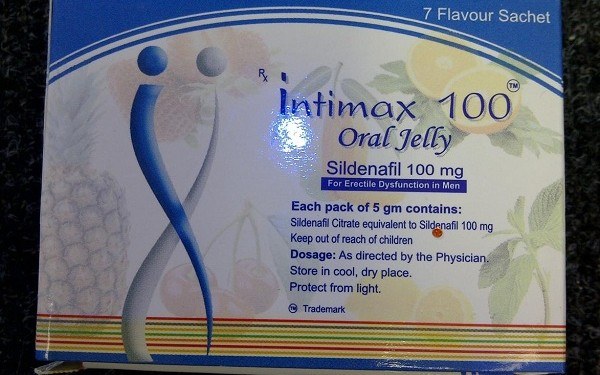 7 Flavour Sachet
Rx
intimax 100 TM
Oral Jelly
Sildenafil 100 mg
For Erectile Dysfunction in Men
Each pack of 5 gm contains:
Sildenafil Citrate equivalent to Sildenafil 100 mg
Keep out of reach of children
Dosage: As directed by the Physician.
Store in cool, dry place.
Protect from light.
TM Trademark